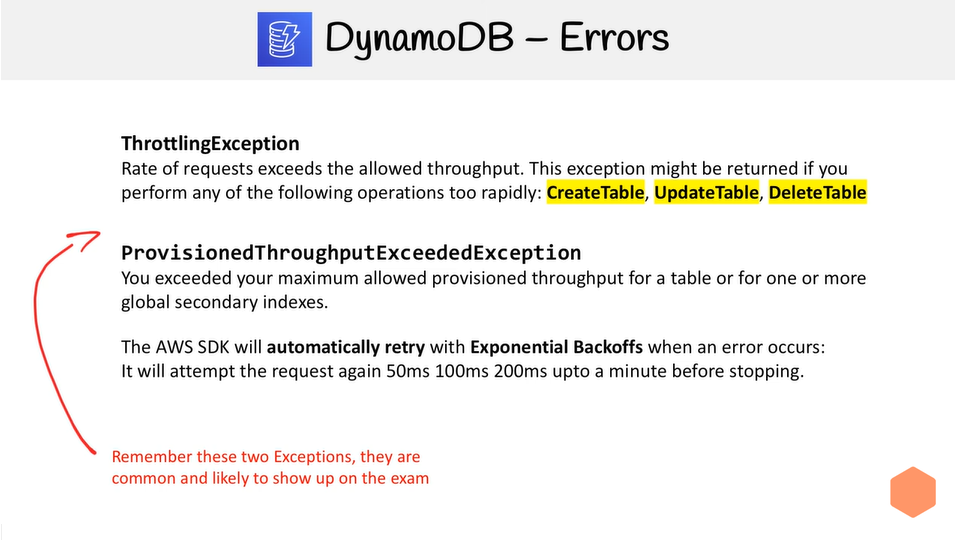 DynamoDB – Errors
ThrottlingException
Rate of requests exceeds the allowed throughput. This exception might be returned if you
perform any of the following operations too rapidly: CreateTable, UpdateTable, DeleteTable
ProvisionedThroughputExceededException
You exceeded your maximum allowed provisioned throughput for a table or for one or more
global secondary indexes.
The AWS SDK will automatically retry with Exponential Backoffs when an error occurs:
It will attempt the request again 50ms 100ms 200ms upto a minute before stopping.
Remember these two Exceptions, they are
common and likely to show up on the exam